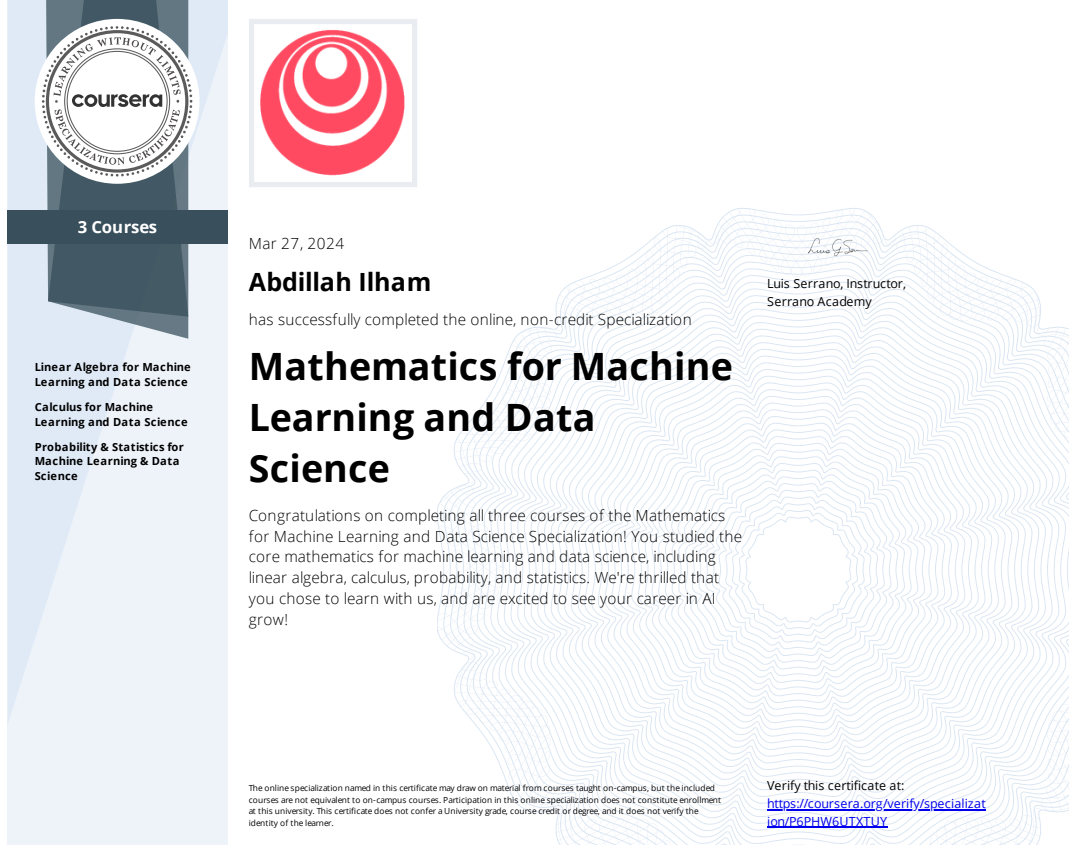 LEARNING WITHOUT LIMITS
coursera
SPECIALIZATION CERTIFICATE
3 Courses
Linear Algebra for Machine
Learning and Data Science
Calculus for Machine
Learning and Data Science
Probability & Statistics for
Machine Learning & Data
Science
Mar 27, 2024
Abdillah Ilham
has successfully completed the online, non-credit Specialization
Mathematics for Machine
Learning and Data
Science
Congratulations on completing all three courses of the Mathematics
for Machine Learning and Data Science Specialization! You studied the
core mathematics for machine learning and data science, including
linear algebra, calculus, probability, and statistics. We're thrilled that
you chose to learn with us, and are excited to see your career in AI
grow!
Luis Serrano, Instructor,
Serrano Academy
The online specialization named in this certificate may draw on material from courses taught on-campus, but the included
courses are not equivalent to on-campus courses. Participation in this online specialization does not constitute enrollment
at this university. This certificate does not confer a University grade, course credit or degree, and it does not verify the
identity of the learner.
Verify this certificate at:
https://coursera.org/verify/specializat
ion/P6PHW6UTXTUY